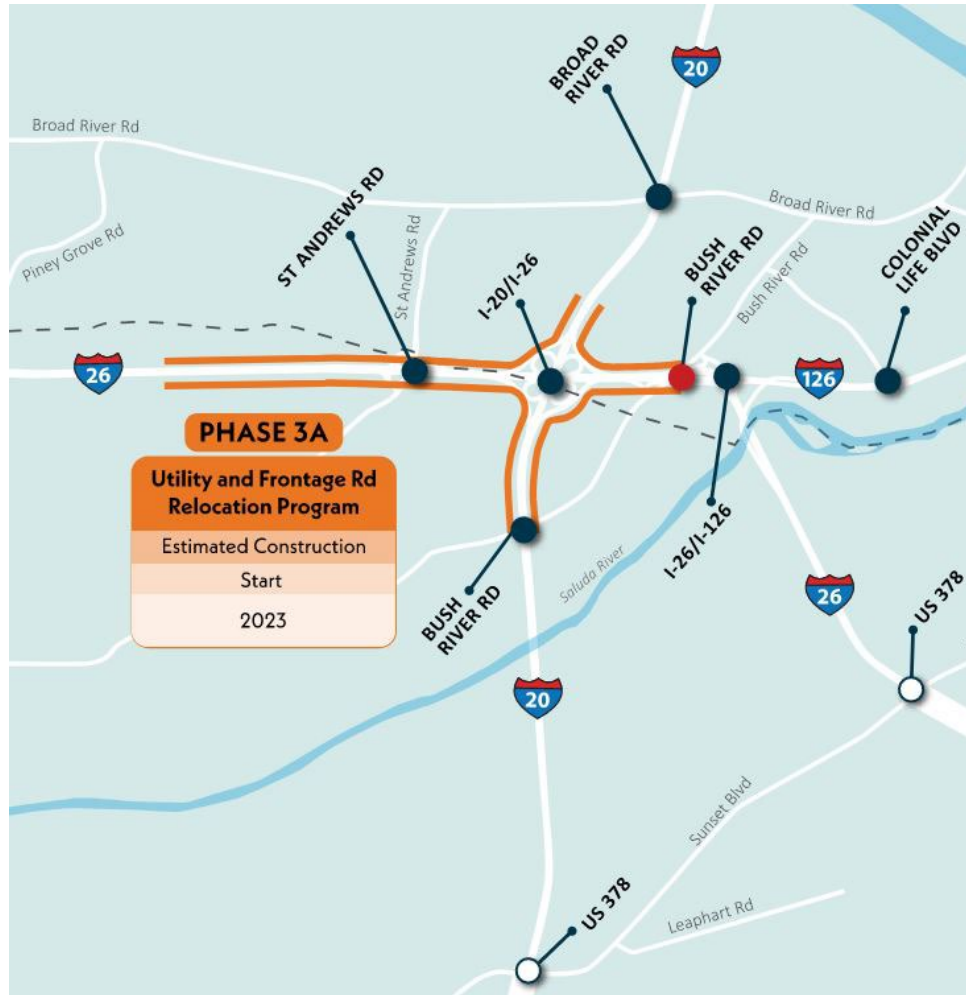 BROAD
RIVER RD
20
Broad River Rd
ST ANDREWS RD
Broad River Rd
Piney Grove Rd
St Andrews Rd
I-20/I-26
BUSH
RIVER RD
Bush River Rd
COLONIAL
LIFE BLVD
26
126
PHASE 3A
Utility and Frontage Rd
Relocation Program
Estimated Construction
Start
2023
BUSH
RIVER RD
Saluda River
I-26/I-126
26
US 378
20
Sunset Blvd
Leaphart Rd
US 378